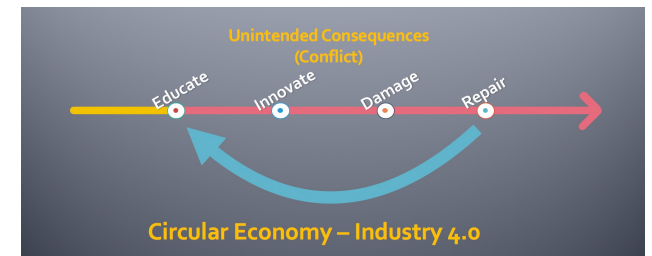 Unintended Consequences
(Conflict)
Educate
Innovate
Damage
Repair
Circular Economy – Industry 4.0